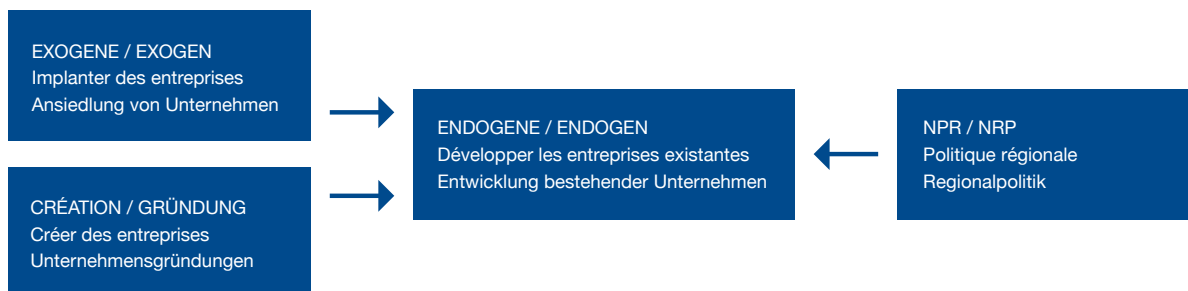 EXOGENE / EXOGEN
Implanter des entreprises
Ansiedlung von Unternehmen
CRÉATION / GRÜNDUNG
Créer des entreprises
Unternehmensgründungen
ENDOGENE / ENDOGEN
Développer les entreprises existantes
Entwicklung bestehender Unternehmen
NPR / NRP
Politique régionale
Regionalpolitik